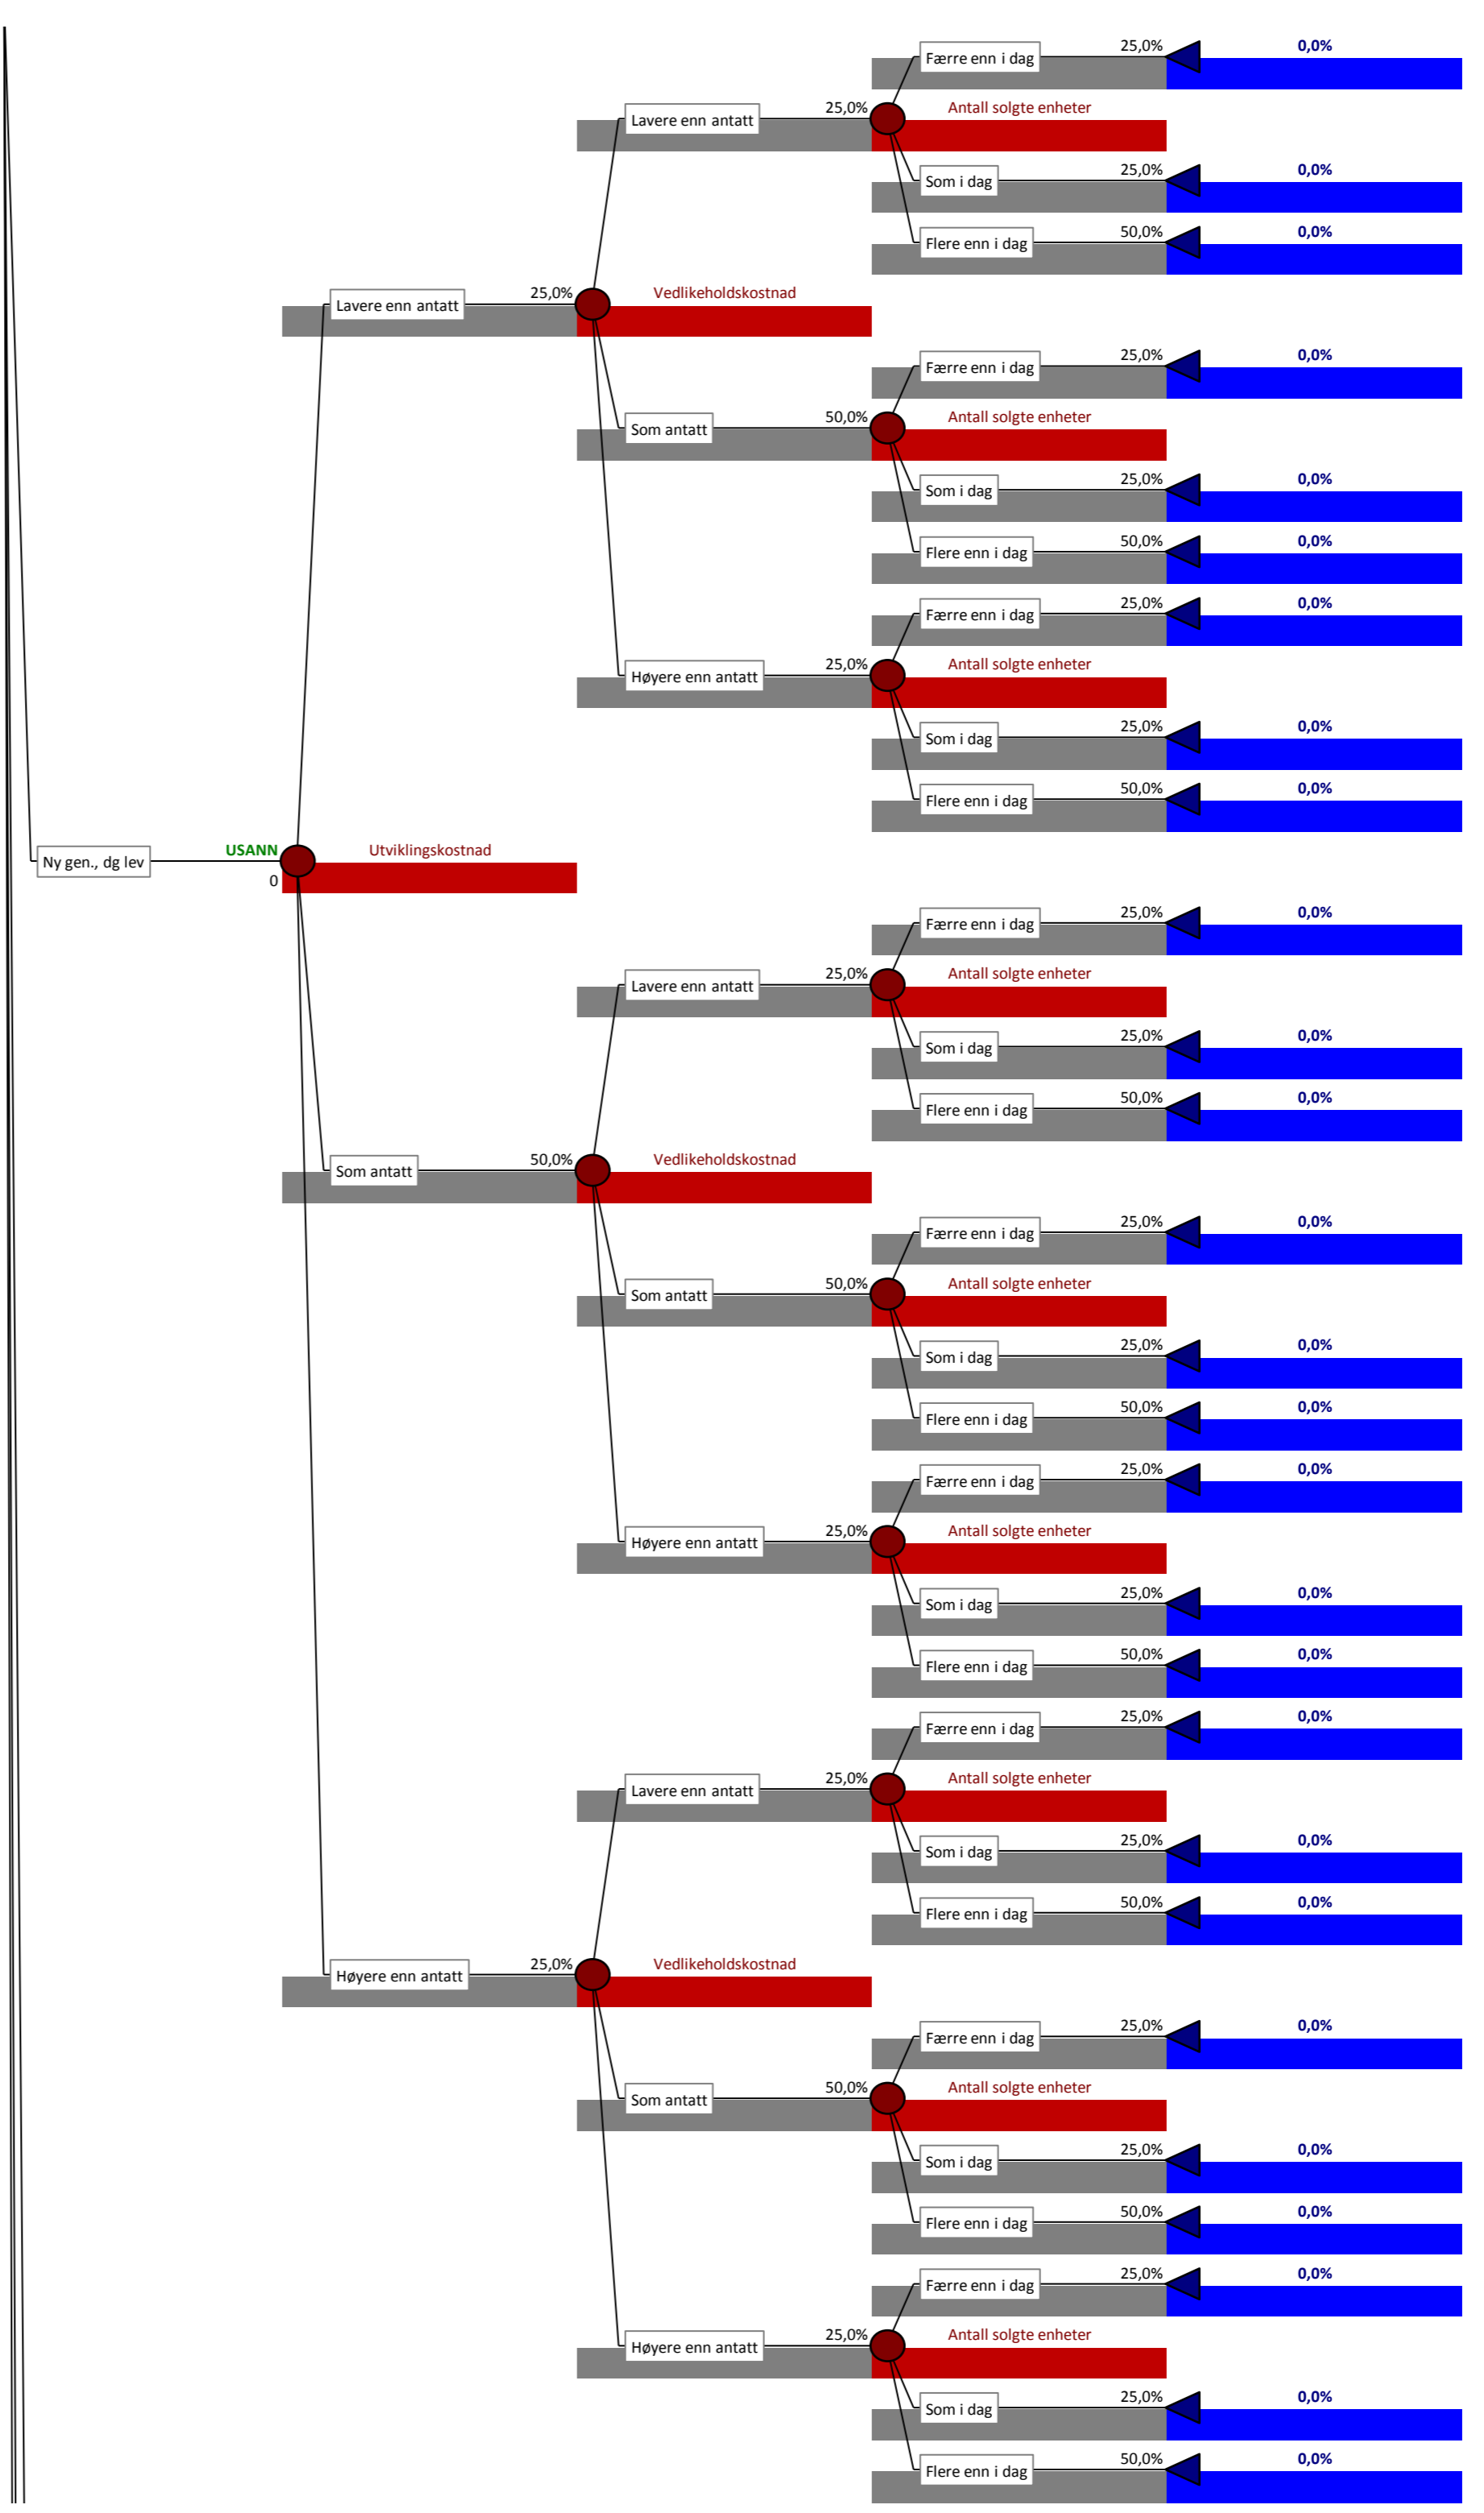 Færre enn i dag 25,0% 0,0%
Lavere enn antatt 25,0% Antall solgte enheter
Som i dag 25,0% 0,0%
Flere enn i dag 50,0% 0,0%
Lavere enn antatt 25,0% Vedlikeholdskostnad
Færre enn i dag 25,0% 0,0%
Som antatt 50,0% Antall solgte enheter
Som i dag 25,0% 0,0%
Flere enn i dag 50,0% 0,0%
Færre enn i dag 25,0% 0,0%
Høyere enn antatt 25,0% Antall solgte enheter
Som i dag 25,0% 0,0%
Flere enn i dag 50,0% 0,0%
Ny gen., dg lev USANN Utviklingskostnad
0
Færre enn i dag 25,0% 0,0%
Lavere enn antatt 25,0% Antall solgte enheter
Som i dag 25,0% 0,0%
Flere enn i dag 50,0% 0,0%
Som antatt 50,0% Vedlikeholdskostnad
Færre enn i dag 25,0% 0,0%
Som antatt 50,0% Antall solgte enheter
Som i dag 25,0% 0,0%
Flere enn i dag 50,0% 0,0%
Færre enn i dag 25,0% 0,0%
Høyere enn antatt 25,0% Antall solgte enheter
Som i dag 25,0% 0,0%
Flere enn i dag 50,0% 0,0%
Færre enn i dag 25,0% 0,0%
Lavere enn antatt 25,0% Antall solgte enheter
Som i dag 25,0% 0,0%
Flere enn i dag 50,0% 0,0%
Høyere enn antatt 25,0% Vedlikeholdskostnad
Færre enn i dag 25,0% 0,0%
Som antatt 50,0% Antall solgte enheter
Som i dag 25,0% 0,0%
Flere enn i dag 50,0% 0,0%
Færre enn i dag 25,0% 0,0%
Høyere enn antatt 25,0% Antall solgte enheter
Som i dag 25,0% 0,0%
Flere enn i dag 50,0% 0,0%